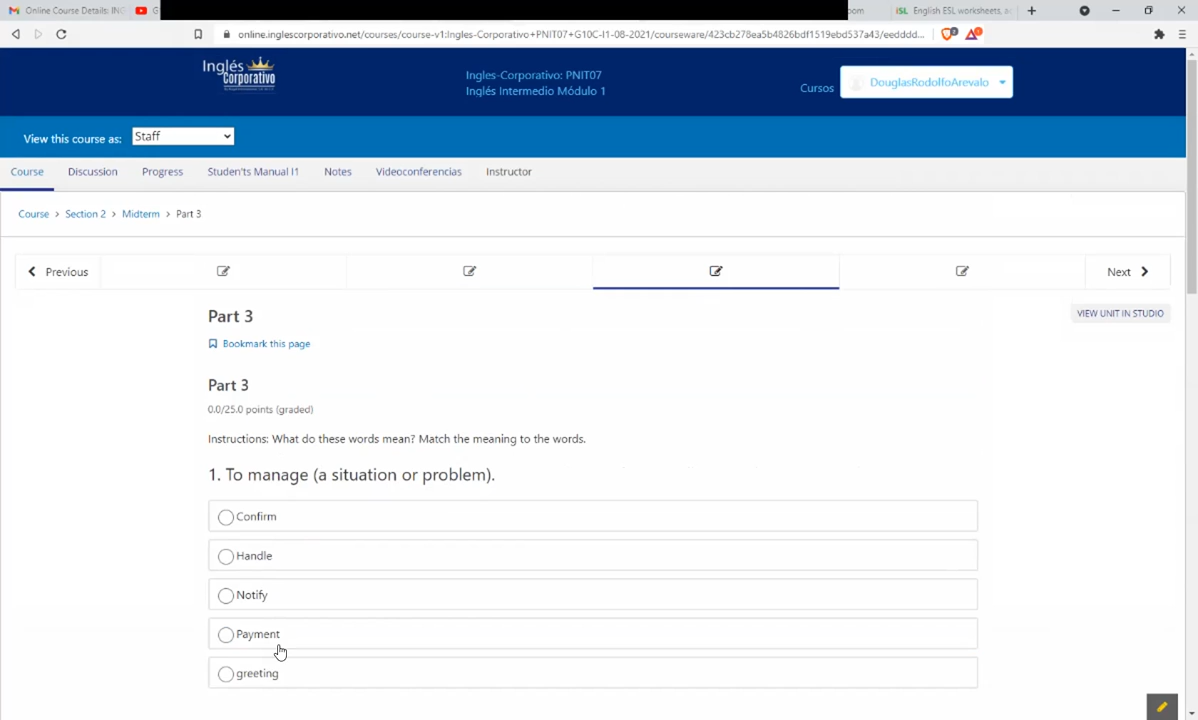 Online Course Details: ING
G
om
ISL English ESL worksheets, a
online.inglescorporativo.net/courses/course-v1:Ingles-Corporativo+PNIT07+G10C-I1-08-2021/courseware/423cb278ea5b4826bdf1519ebd537a43/eedddd...
Inglés
Corporativo
Ingles-Corporativo: PNIT07
Inglés Intermedio Módulo 1
Cursos
DouglasRodolfoArevalo
View this course as:
Staff
Course
Discussion
Progress
Studen'ts Manual I1
Notes
Videoconferencias
Instructor
Course > Section 2 > Midterm > Part 3
Previous
Next
VIEW UNIT IN STUDIO
Part 3
Bookmark this page
Part 3
0.0/25.0 points (graded)
Instructions: What do these words mean? Match the meaning to the words.
1. To manage (a situation or problem).
Confirm
Handle
Notify
Payment
greeting